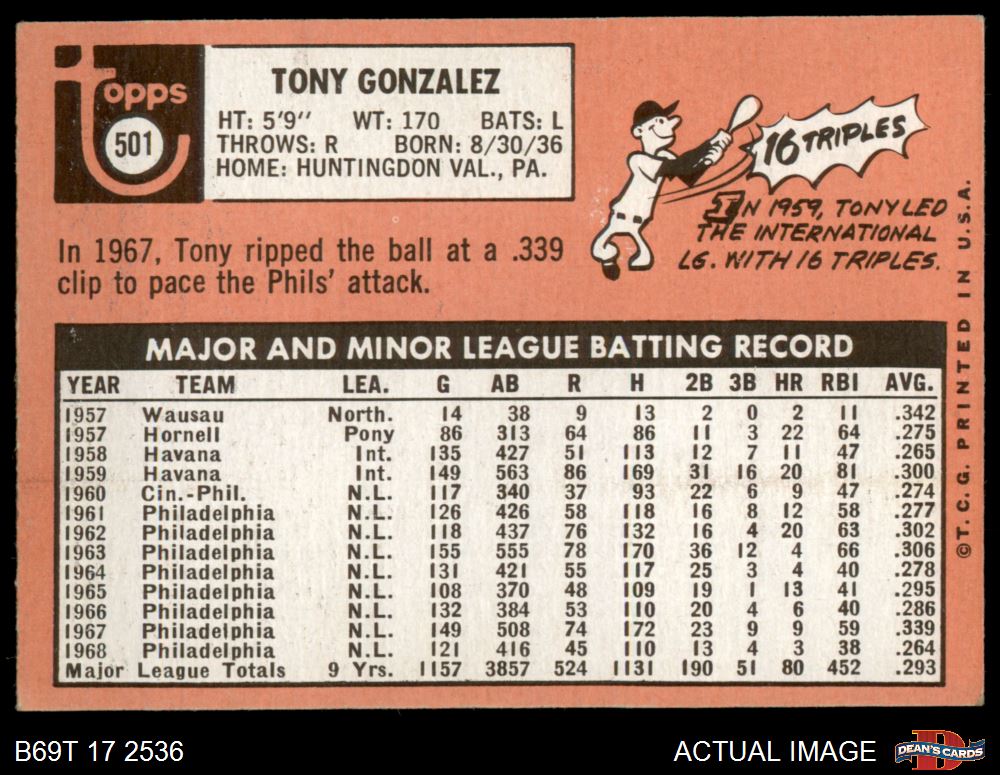 Topps
501
TONY GONZALEZ
HT: 5'9" WT: 170 BATS: L
THROWS: R BORN: 8/30/36
HOME: HUNTINGDON VAL., PA.
In 1967, Tony ripped the ball at a .339
clip to pace the Phils' attack.
16 TRIPLES
IN 1959, TONY LED
THE INTERNATIONAL
LG. WITH 16 TRIPLES.
MAJOR AND MINOR LEAGUE BATTING RECORD
YEAR TEAM LEA. G AB R H 2B 3B HR RBI AVG.
1957 Wausau North. 14 38 9 13 2 0 2 11 .342
1957 Hornell Pony 86 313 64 86 11 3 22 64 .275
1958 Havana Int. 135 427 51 113 12 7 11 47 .265
1959 Havana Int. 149 563 86 169 31 16 20 81 .300
1960 Cin.-Phil. N.L. 117 340 37 93 22 6 9 47 .274
1961 Philadelphia N.L. 126 426 58 118 16 8 12 58 .277
1962 Philadelphia N.L. 118 437 76 132 16 4 20 63 .302
1963 Philadelphia N.L. 155 555 78 170 36 12 4 66 .306
1964 Philadelphia N.L. 131 421 55 117 25 3 4 40 .278
1965 Philadelphia N.L. 108 370 48 109 19 1 13 41 .295
1966 Philadelphia N.L. 132 384 53 110 20 4 6 40 .286
1967 Philadelphia N.L. 149 508 74 172 23 9 9 59 .339
1968 Philadelphia N.L. 121 416 45 110 13 4 3 38 .264
Major League Totals 9 Yrs. 1157 3857 524 1131 190 51 80 452 .293
©T.C.G. PRINTED IN U.S.A.
B69T 17 2536
ACTUAL IMAGE
D
DEAN'S CARDS